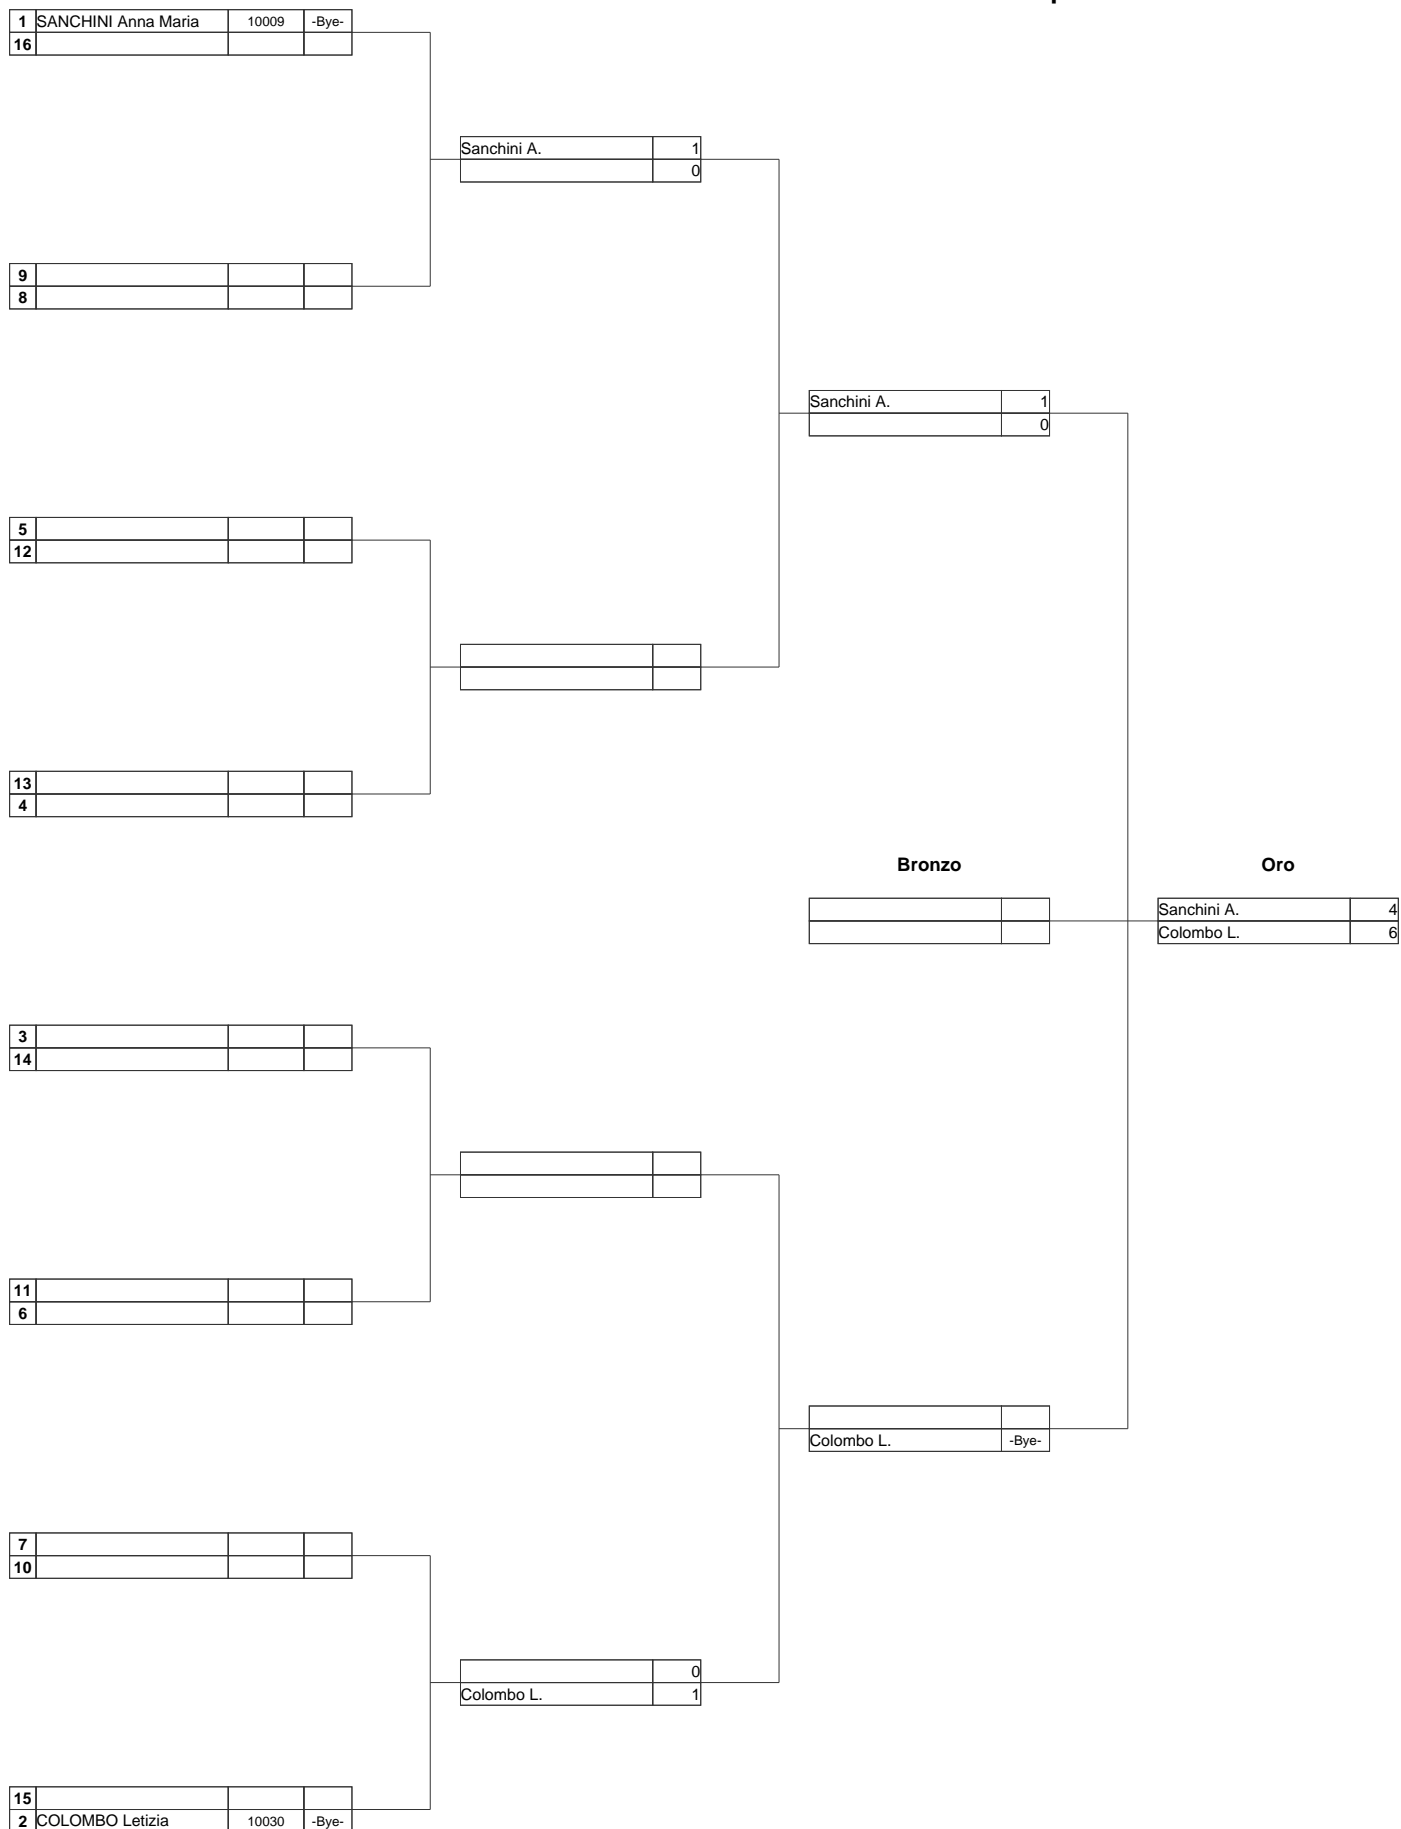 1 SANCHINI Anna Maria 10009 -Bye-
16
Sanchini A. 1
0
9
8
Sanchini A. 1
0
5
12
13
4
Bronzo Oro
Sanchini A. 4
Colombo L. 6
3
14
11
6
Colombo L. -Bye-
7
10
0
Colombo L. 1
15
2 COLOMBO Letizia 10030 -Bye-